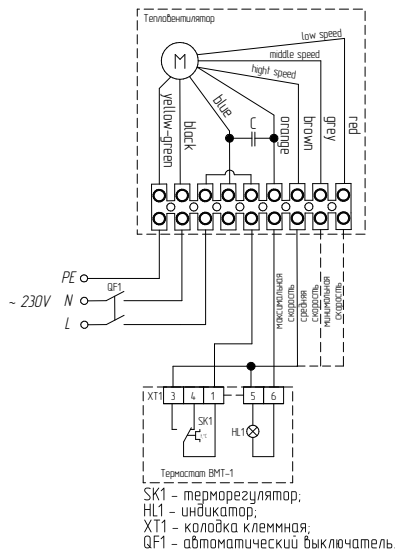 Тепловентилятор
low speed
middle speed
hight speed
M
yellow-green
black
blue
C
orange
brown
grey
red
PE
~ 230V N QF1
L
максимальная скорость
средняя скорость
минимальная скорость
XT1 3 4 1 5 6
SK1
t°C
HL1
Термостат ВМТ-1
SK1 - терморегулятор;
HL1 - индикатор;
XT1 - колодка клеммная;
QF1 - автоматический выключатель.